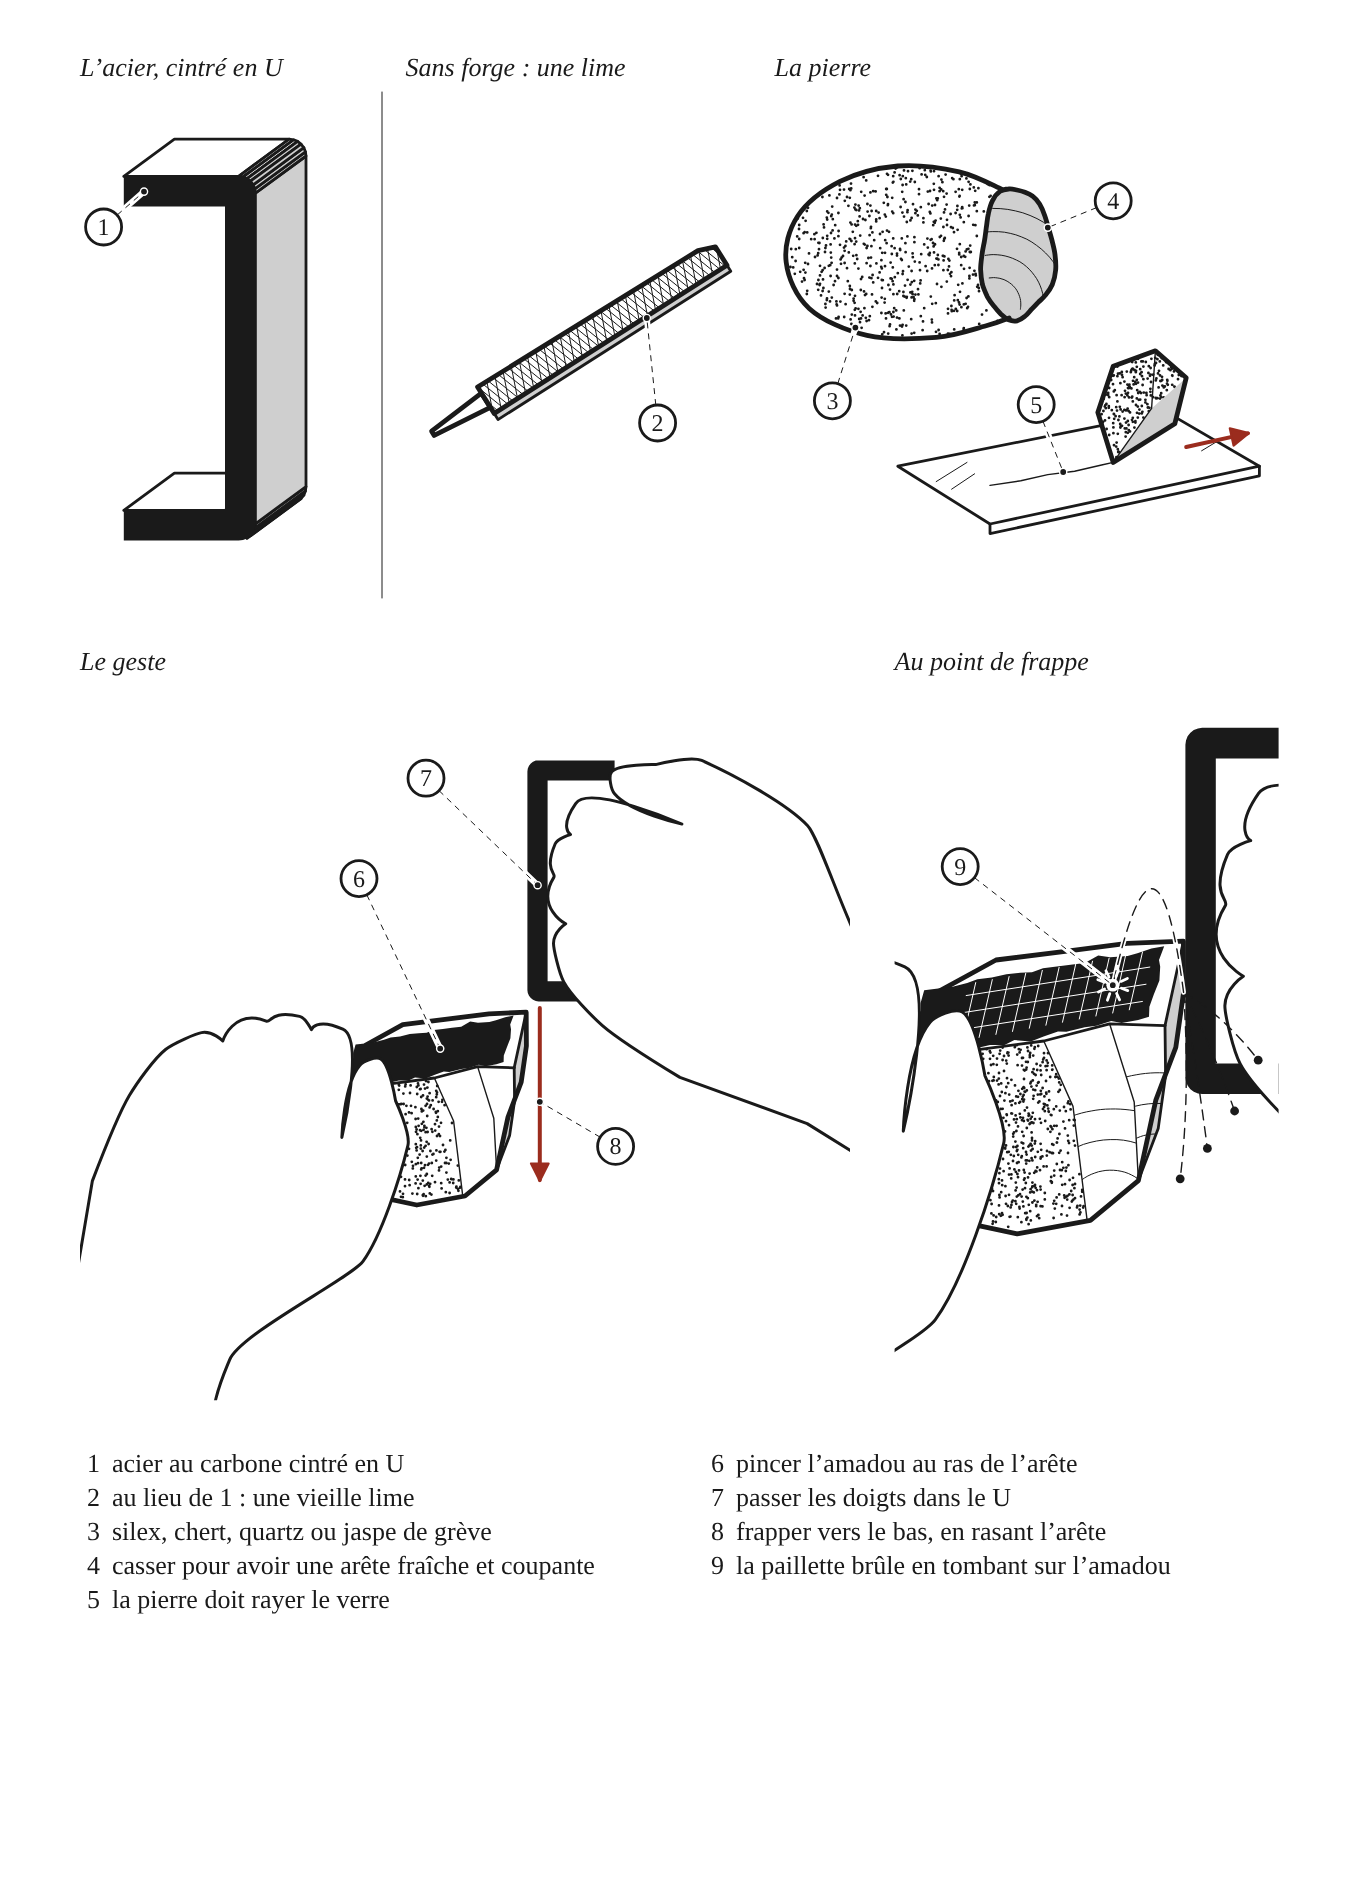 L’acier, cintré en U
Sans forge : une lime
La pierre
1
2
3
4
5
Le geste
Au point de frappe
7
6
9
8
1 acier au carbone cintré en U
2 au lieu de 1 : une vieille lime
3 silex, chert, quartz ou jaspe de grève
4 casser pour avoir une arête fraîche et coupante
5 la pierre doit rayer le verre
6 pincer l’amadou au ras de l’arête
7 passer les doigts dans le U
8 frapper vers le bas, en rasant l’arête
9 la paillette brûle en tombant sur l’amadou